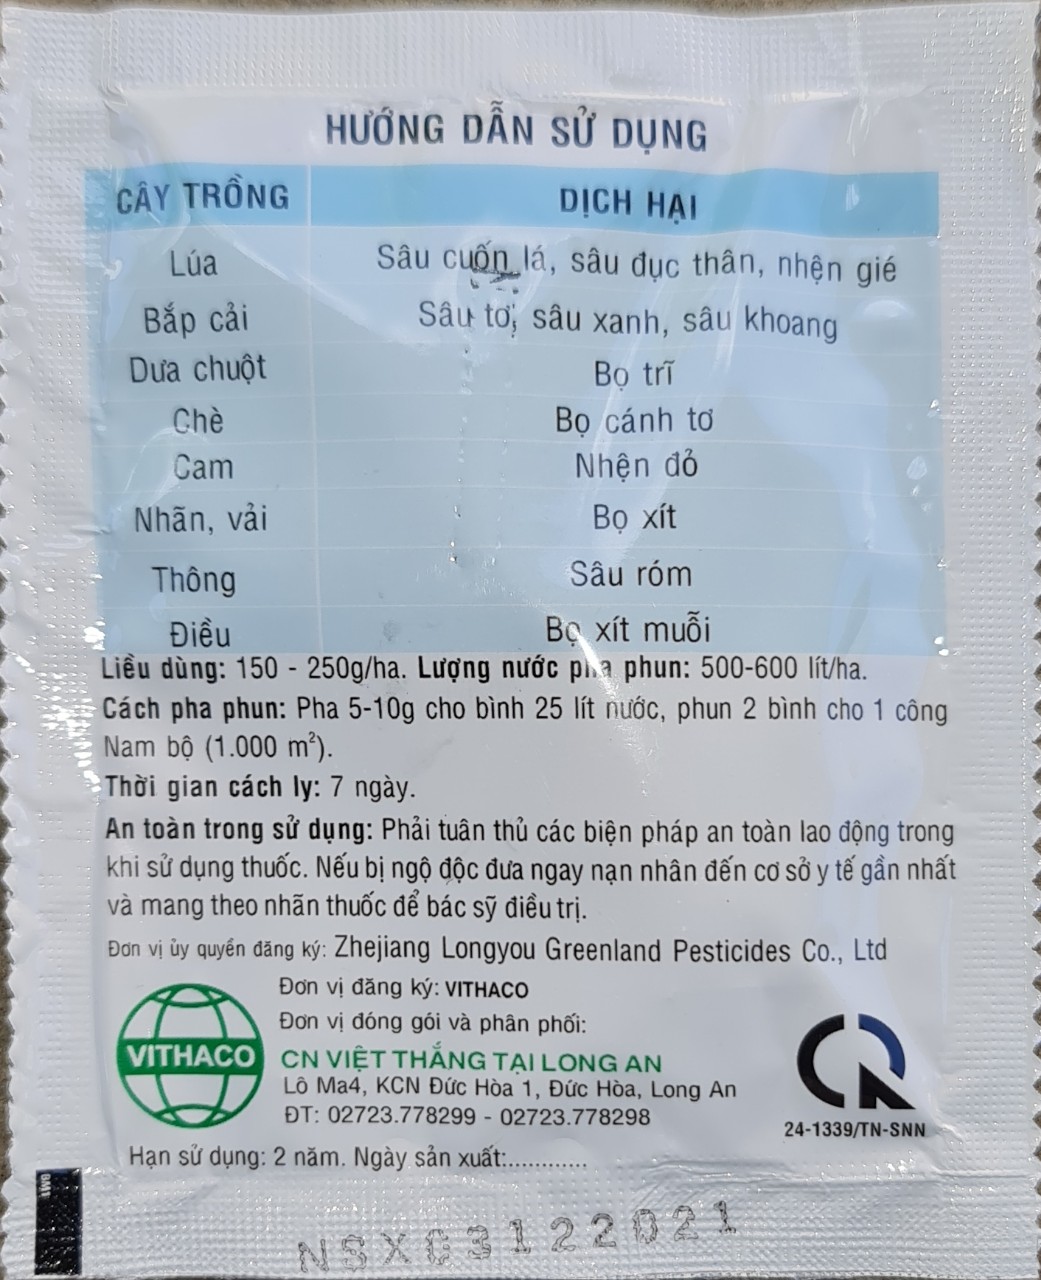 HƯỚNG DẪN SỬ DỤNG
CÂY TRỒNG DỊCH HẠI
Lúa Sâu cuốn lá, sâu đục thân, nhện gié
Bắp cải Sâu tơ, sâu xanh, sâu khoang
Dưa chuột Bọ trĩ
Chè Bọ cánh tơ
Cam Nhện đỏ
Nhãn, vải Bọ xít
Thông Sâu róm
Điều Bọ xít muỗi
Liều dùng: 150 - 250g/ha. Lượng nước pha phun: 500-600 lít/ha.
Cách pha phun: Pha 5-10g cho bình 25 lít nước, phun 2 bình cho 1 công
Nam bộ (1.000 m²).
Thời gian cách ly: 7 ngày.
An toàn trong sử dụng: Phải tuân thủ các biện pháp an toàn lao động trong
khi sử dụng thuốc. Nếu bị ngộ độc đưa ngay nạn nhân đến cơ sở y tế gần nhất
và mang theo nhãn thuốc để bác sỹ điều trị.
Đơn vị ủy quyền đăng ký: Zhejiang Longyou Greenland Pesticides Co., Ltd
Đơn vị đăng ký: VITHACO
Đơn vị đóng gói và phân phối:
VITHACO
CN VIỆT THẮNG TẠI LONG AN
Lô Ma4, KCN Đức Hòa 1, Đức Hòa, Long An
ĐT: 02723.778299 - 02723.778298
CR
24-1339/TN-SNN
Hạn sử dụng: 2 năm. Ngày sản xuất:............
NSX03122021